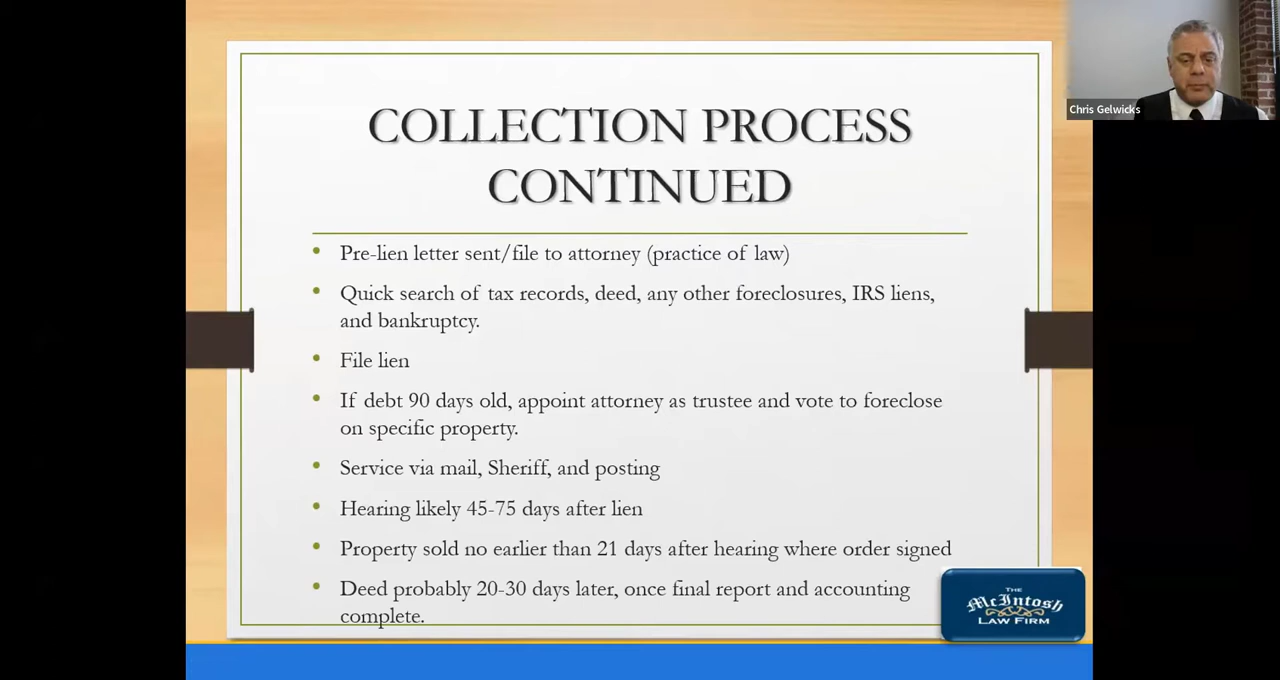 Chris Gelwicks
COLLECTION PROCESS
CONTINUED
• Pre-lien letter sent/file to attorney (practice of law)
• Quick search of tax records, deed, any other foreclosures, IRS liens,
and bankruptcy.
• File lien
• If debt 90 days old, appoint attorney as trustee and vote to foreclose
on specific property.
• Service via mail, Sheriff, and posting
• Hearing likely 45-75 days after lien
• Property sold no earlier than 21 days after hearing where order signed
• Deed probably 20-30 days later, once final report and accounting
complete.
THE
McIntosh
LAW FIRM